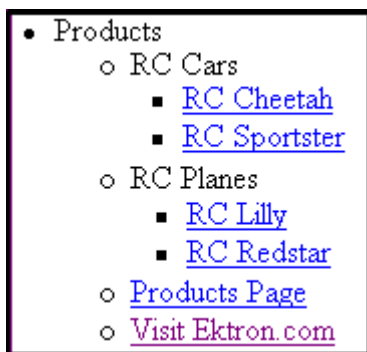 Products
RC Cars
RC Cheetah
RC Sportster
RC Planes
RC Lilly
RC Redstar
Products Page
Visit Ektron.com